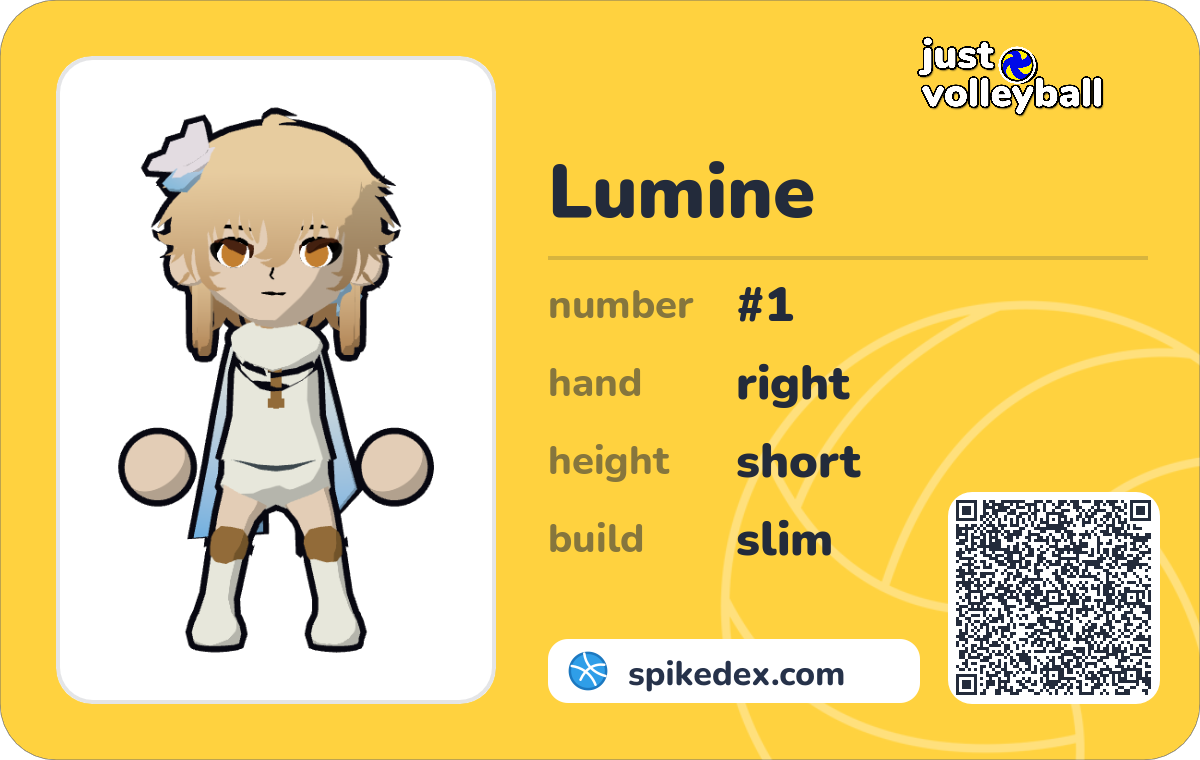 just
volleyball
Lumine
number #1
hand right
height short
build slim
spikedex.com